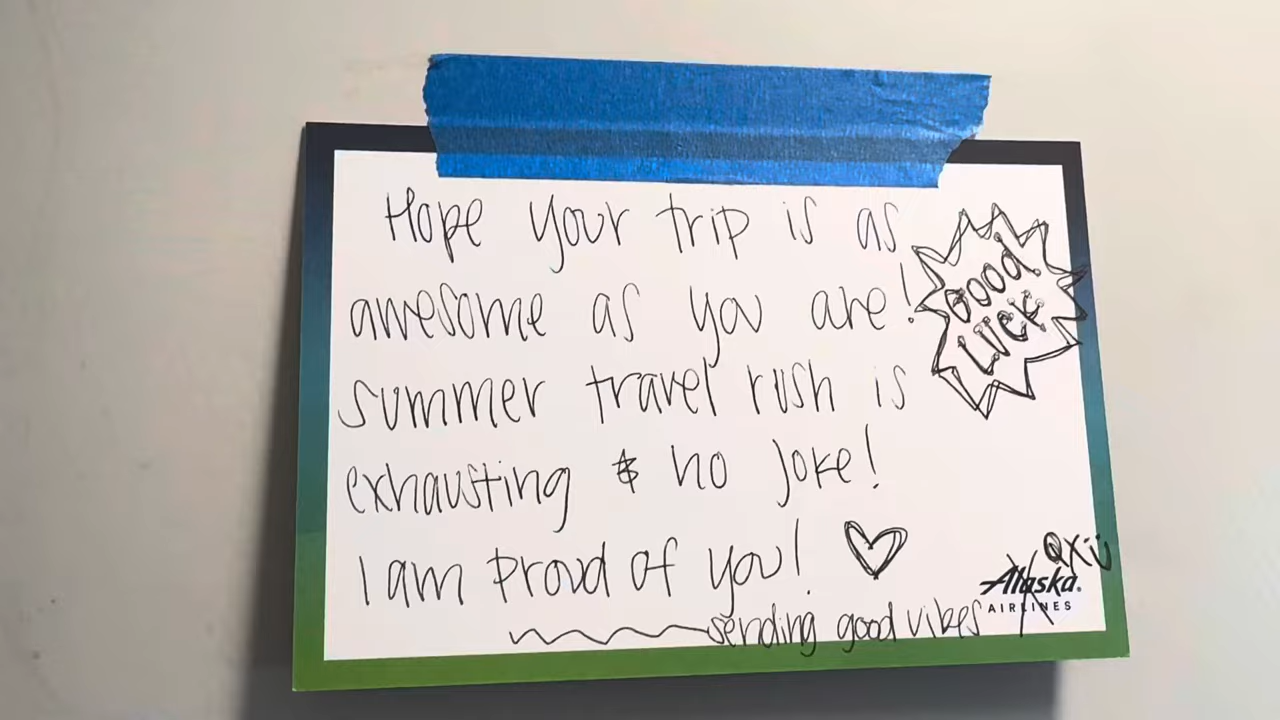 Hope your trip is as
awesome as you are!
GOOD
LUCK
summer travel rush is
exhausting & no joke!
I am proud of you!
QX
Alaska®
AIRLINES
sending good vibes